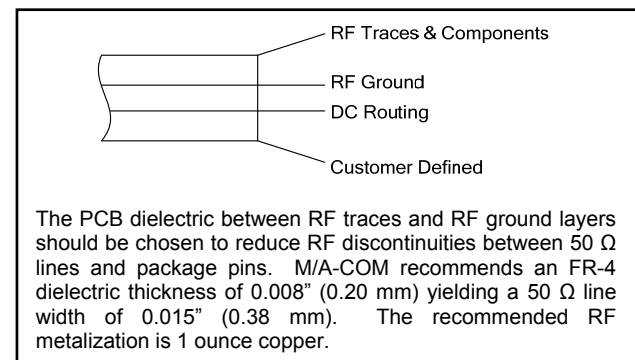 RF Traces & Components
RF Ground
DC Routing
Customer Defined
The PCB dielectric between RF traces and RF ground layers
should be chosen to reduce RF discontinuities between 50 Ω
lines and package pins. M/A-COM recommends an FR-4
dielectric thickness of 0.008” (0.20 mm) yielding a 50 Ω line
width of 0.015” (0.38 mm). The recommended RF
metalization is 1 ounce copper.